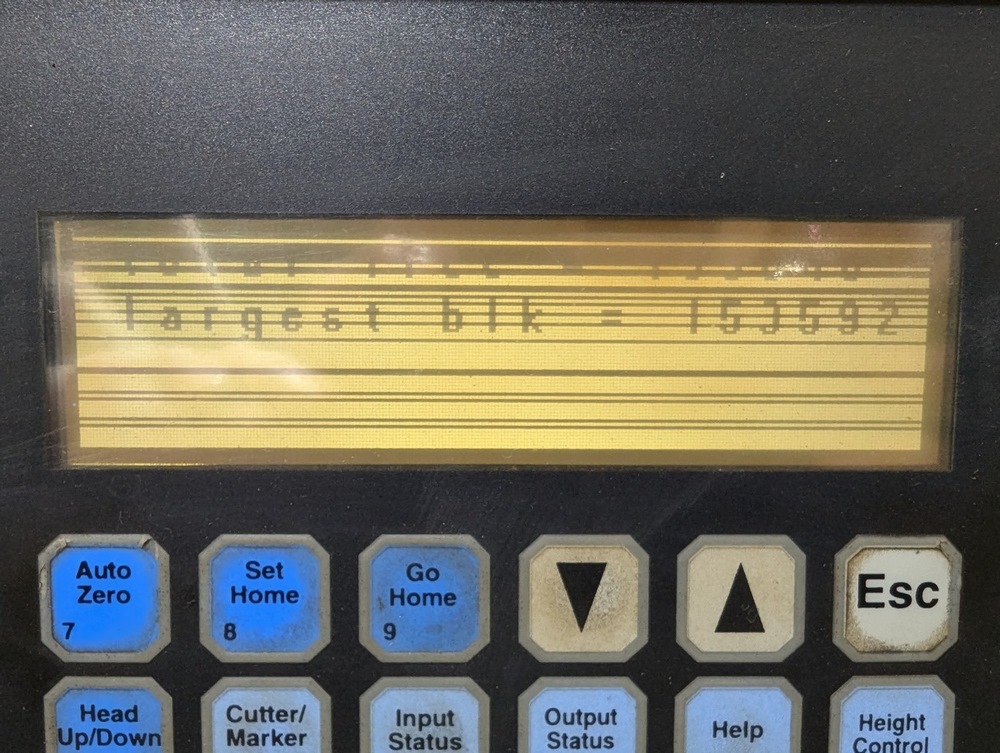 largest blk = 153592
Auto Zero 7
Set Home 8
Go Home 9
Esc
Head Up/Down
Cutter/ Marker
Input Status
Output Status
Help
Height Control